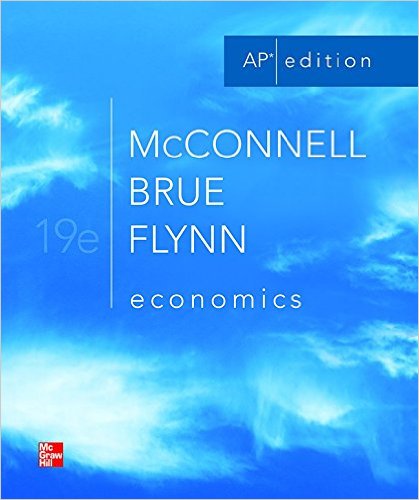 AP* edition
McCONNELL
BRUE
19e FLYNN
economics
Mc
Graw
Hill